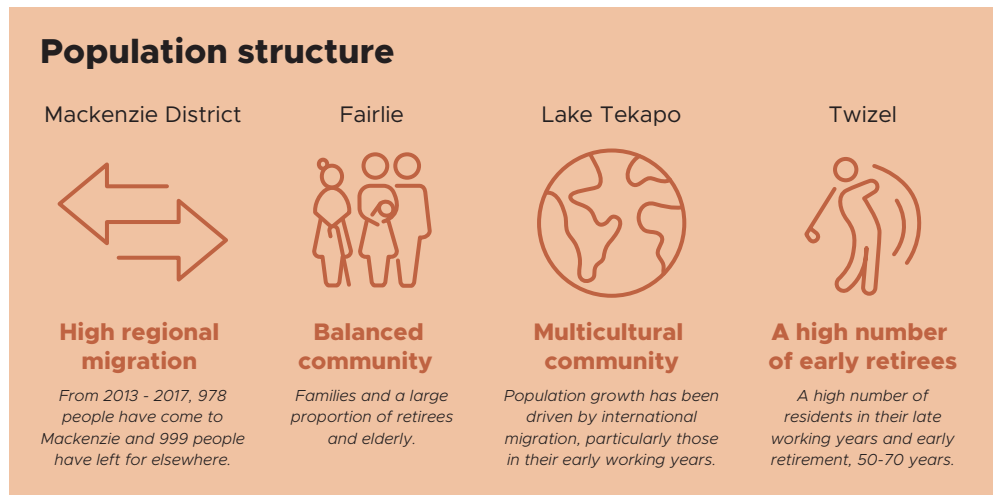 Population structure
Mackenzie District
High regional
migration
From 2013 - 2017, 978
people have come to
Mackenzie and 999 people
have left for elsewhere.
Fairlie
Balanced
community
Families and a large
proportion of retirees
and elderly.
Lake Tekapo
Multicultural
community
Population growth has been
driven by international
migration, particularly those
in their early working years.
Twizel
A high number
of early retirees
A high number of
residents in their late
working years and early
retirement, 50-70 years.